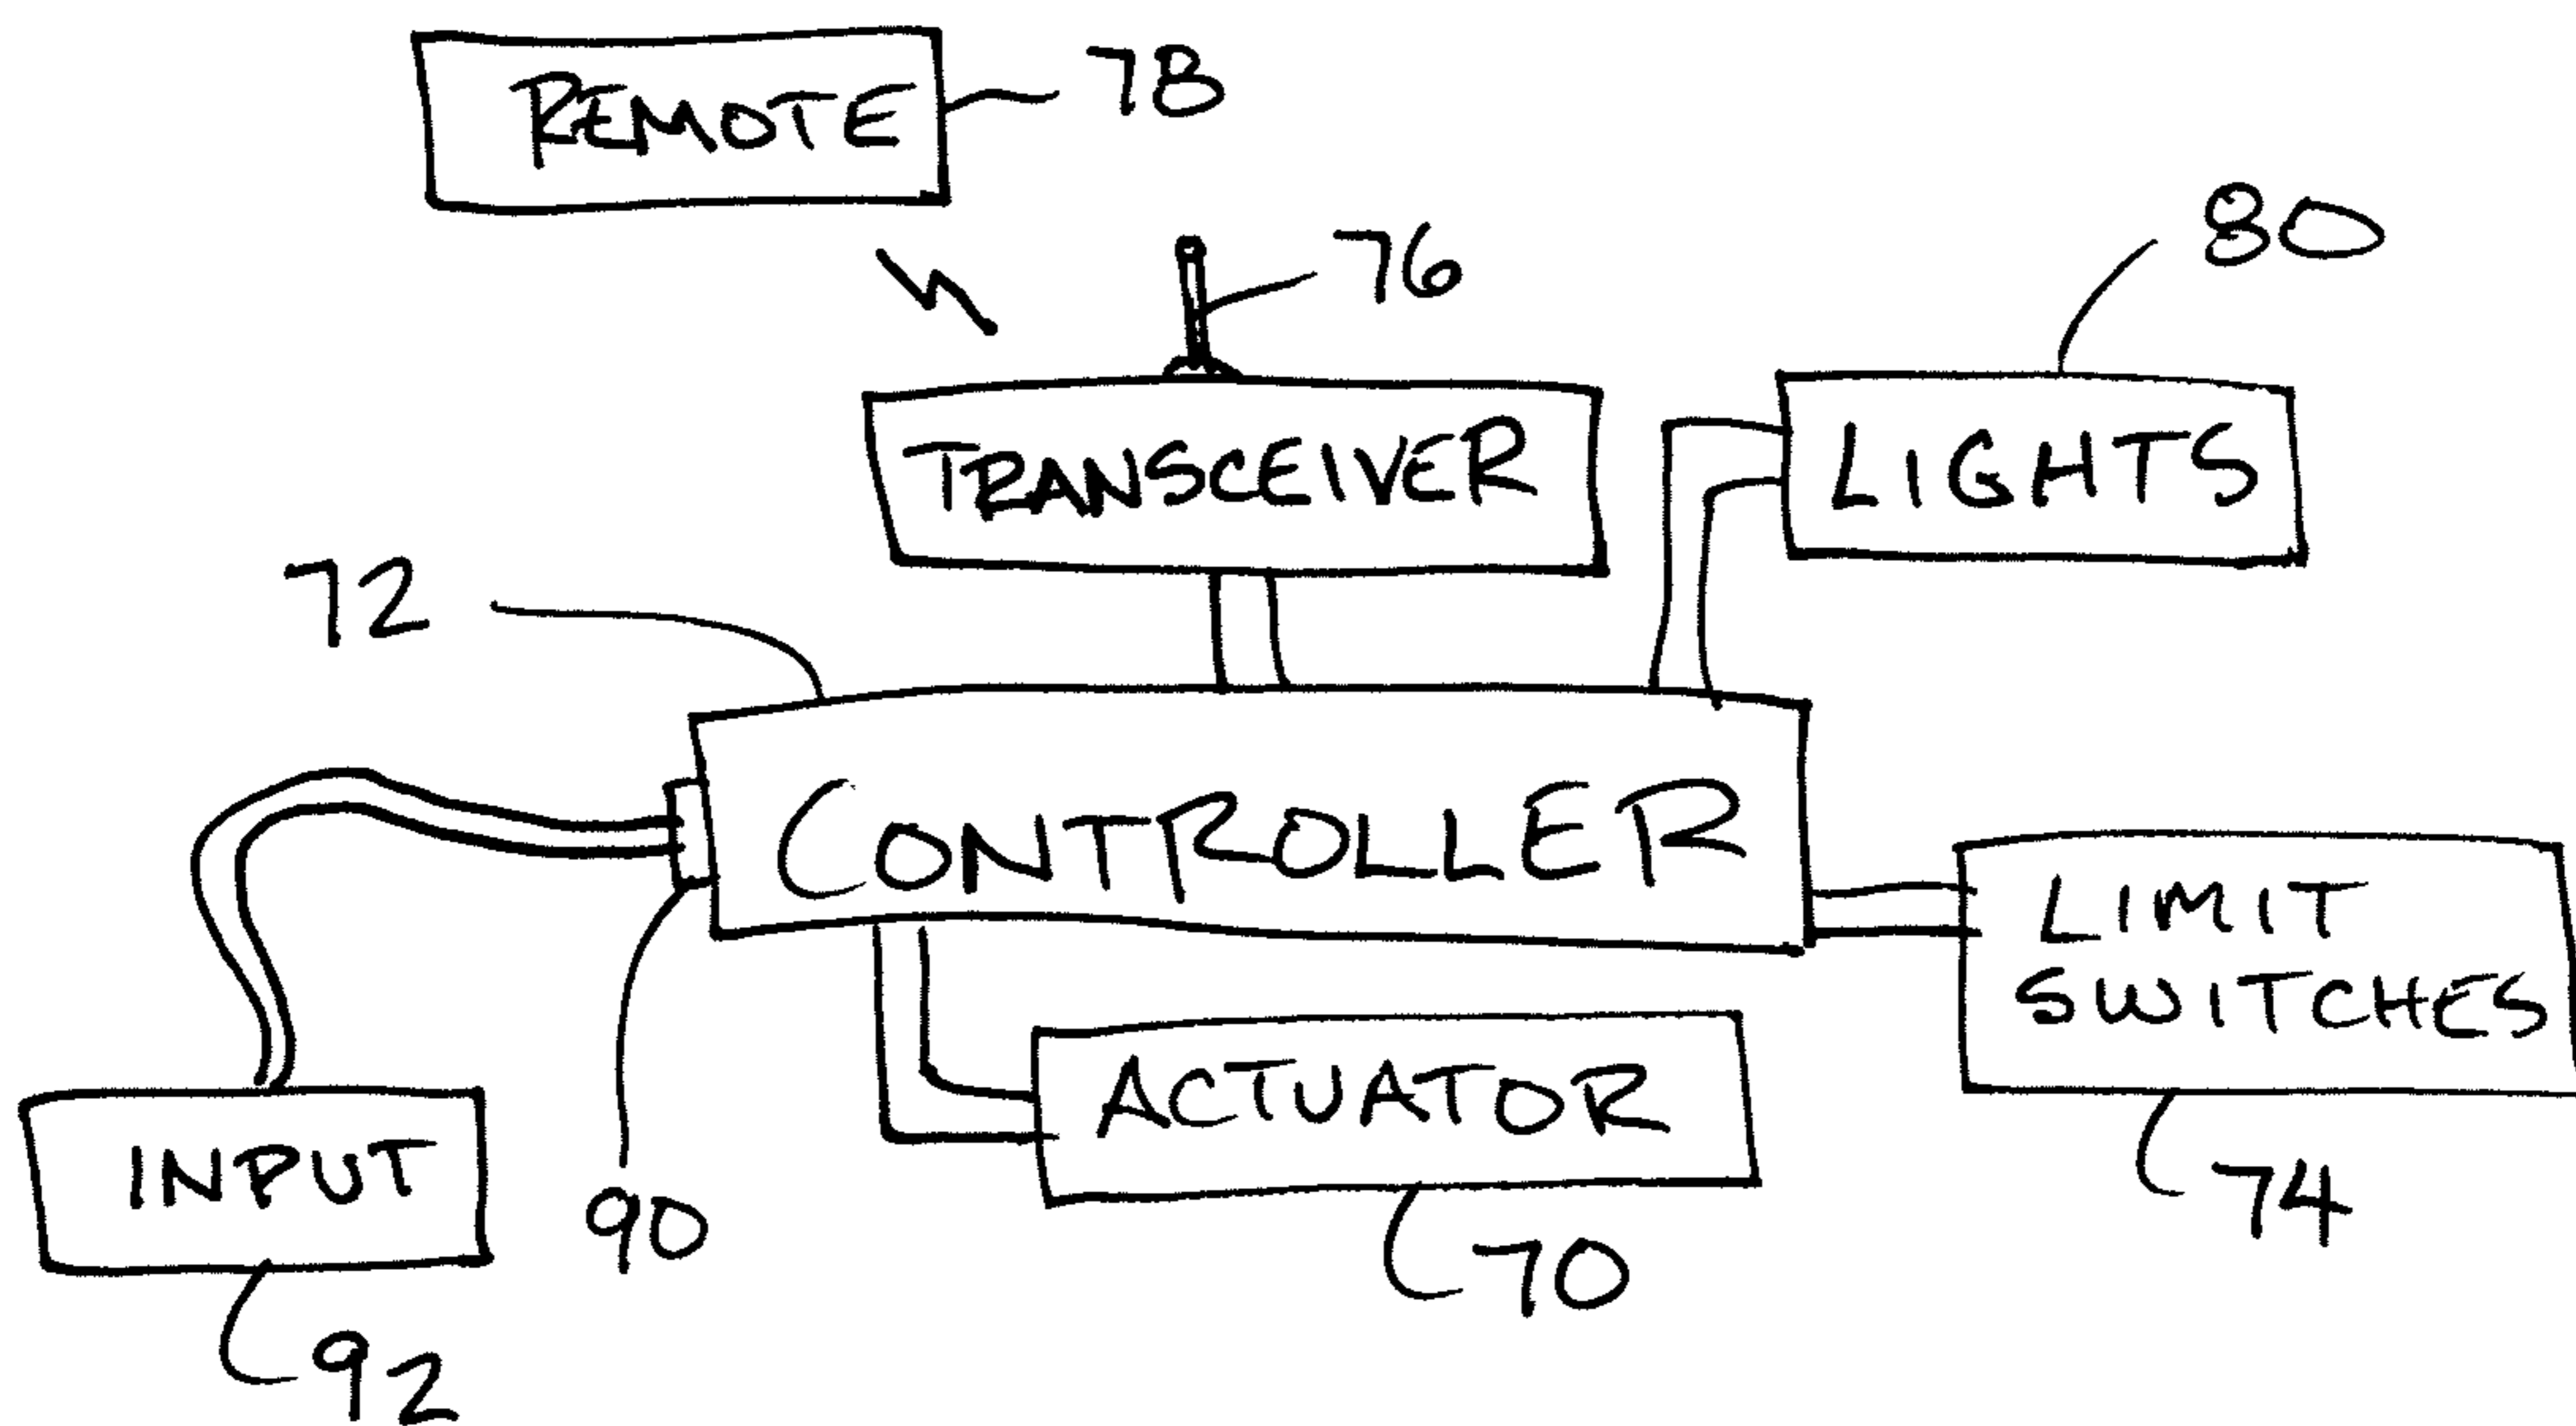 REMOTE
78
76
80
TRANSCEIVER
LIGHTS
72
CONTROLLER
LIMIT
SWITCHES
ACTUATOR
INPUT
90
70
74
92